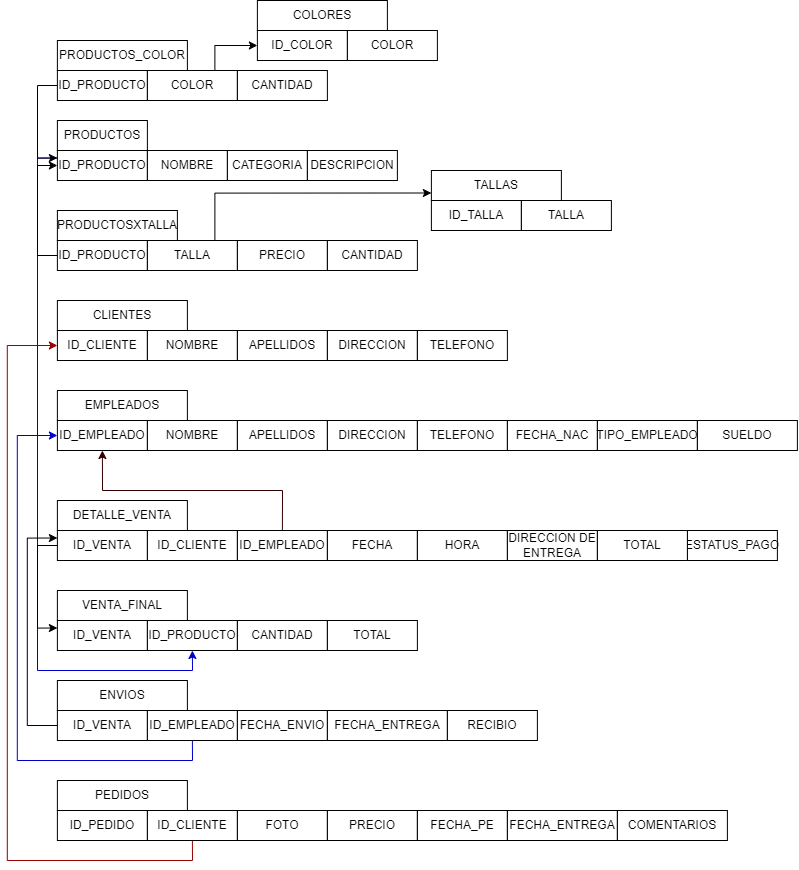 COLORES
ID_COLOR COLOR
PRODUCTOS_COLOR
ID_PRODUCTO COLOR CANTIDAD
PRODUCTOS
ID_PRODUCTO NOMBRE CATEGORIA DESCRIPCION
TALLAS
ID_TALLA TALLA
PRODUCTOSXTALLA
ID_PRODUCTO TALLA PRECIO CANTIDAD
CLIENTES
ID_CLIENTE NOMBRE APELLIDOS DIRECCION TELEFONO
EMPLEADOS
ID_EMPLEADO NOMBRE APELLIDOS DIRECCION TELEFONO FECHA_NAC TIPO_EMPLEADO SUELDO
DETALLE_VENTA
ID_VENTA ID_CLIENTE ID_EMPLEADO FECHA HORA DIRECCION DE ENTREGA TOTAL ESTATUS_PAGO
VENTA_FINAL
ID_VENTA ID_PRODUCTO CANTIDAD TOTAL
ENVIOS
ID_VENTA ID_EMPLEADO FECHA_ENVIO FECHA_ENTREGA RECIBIO
PEDIDOS
ID_PEDIDO ID_CLIENTE FOTO PRECIO FECHA_PE FECHA_ENTREGA COMENTARIOS